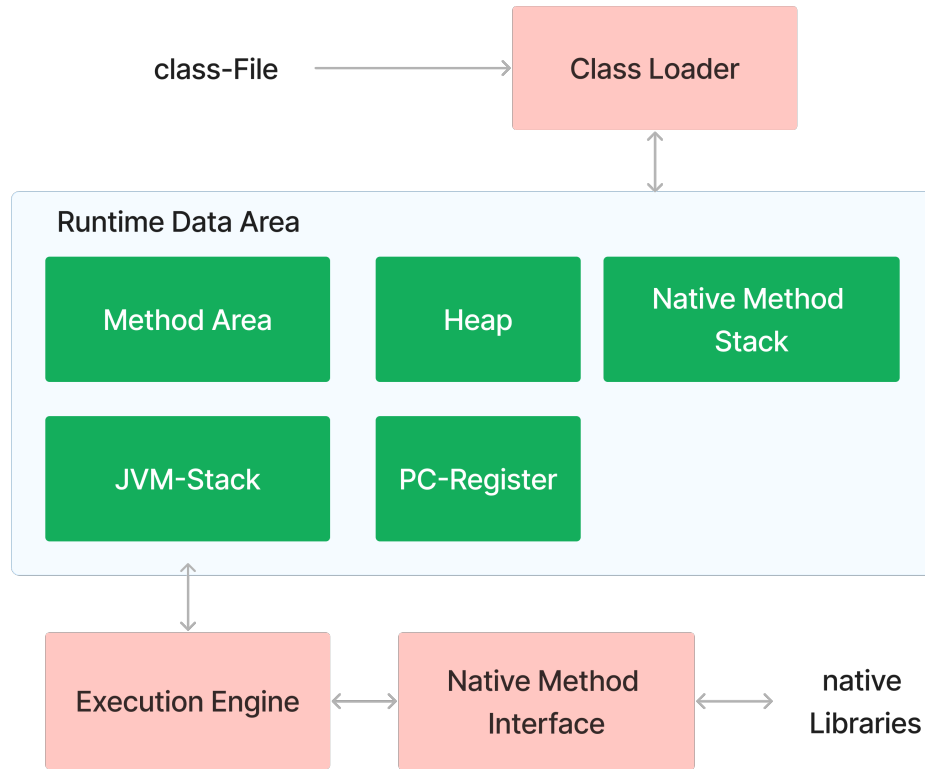 class-File
Class Loader
Runtime Data Area
Method Area
Heap
Native Method
Stack
JVM-Stack
PC-Register
Execution Engine
Native Method
Interface
native
Libraries